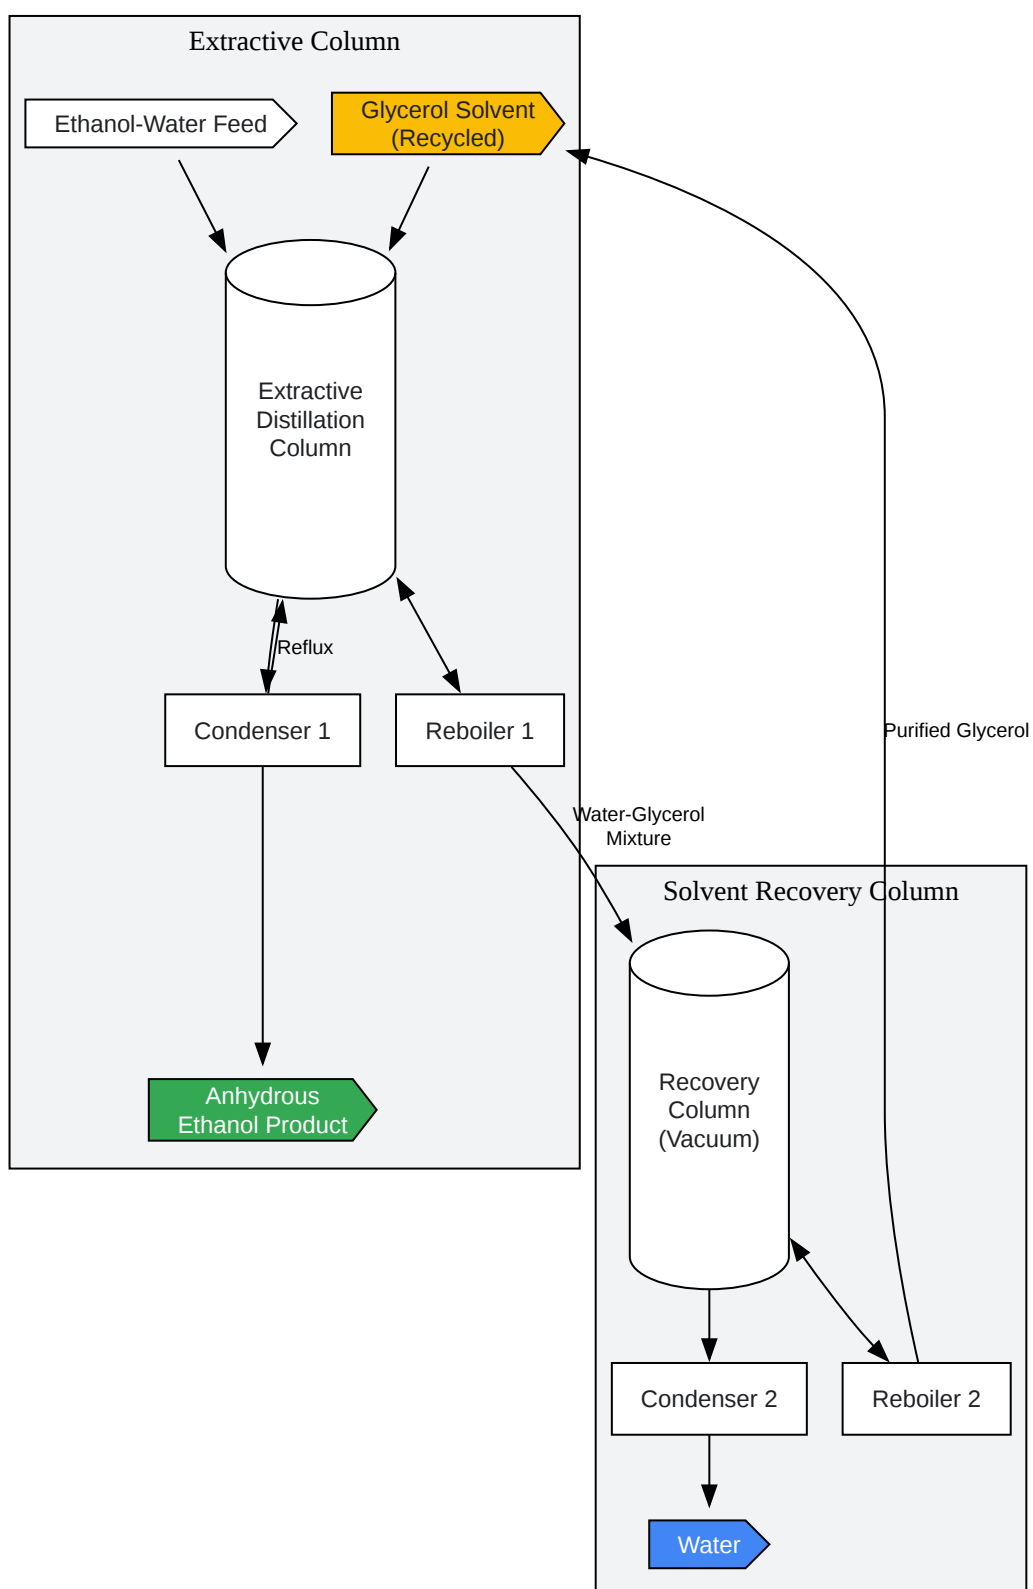 Extractive Column
Ethanol-Water Feed
Glycerol Solvent
(Recycled)
Extractive
Distillation
Column
Reflux
Condenser 1
Reboiler 1
Purified Glycerol
Water-Glycerol
Mixture
Solvent Recovery Column
Recovery
Column
(Vacuum)
Anhydrous
Ethanol Product
Condenser 2
Reboiler 2
Water